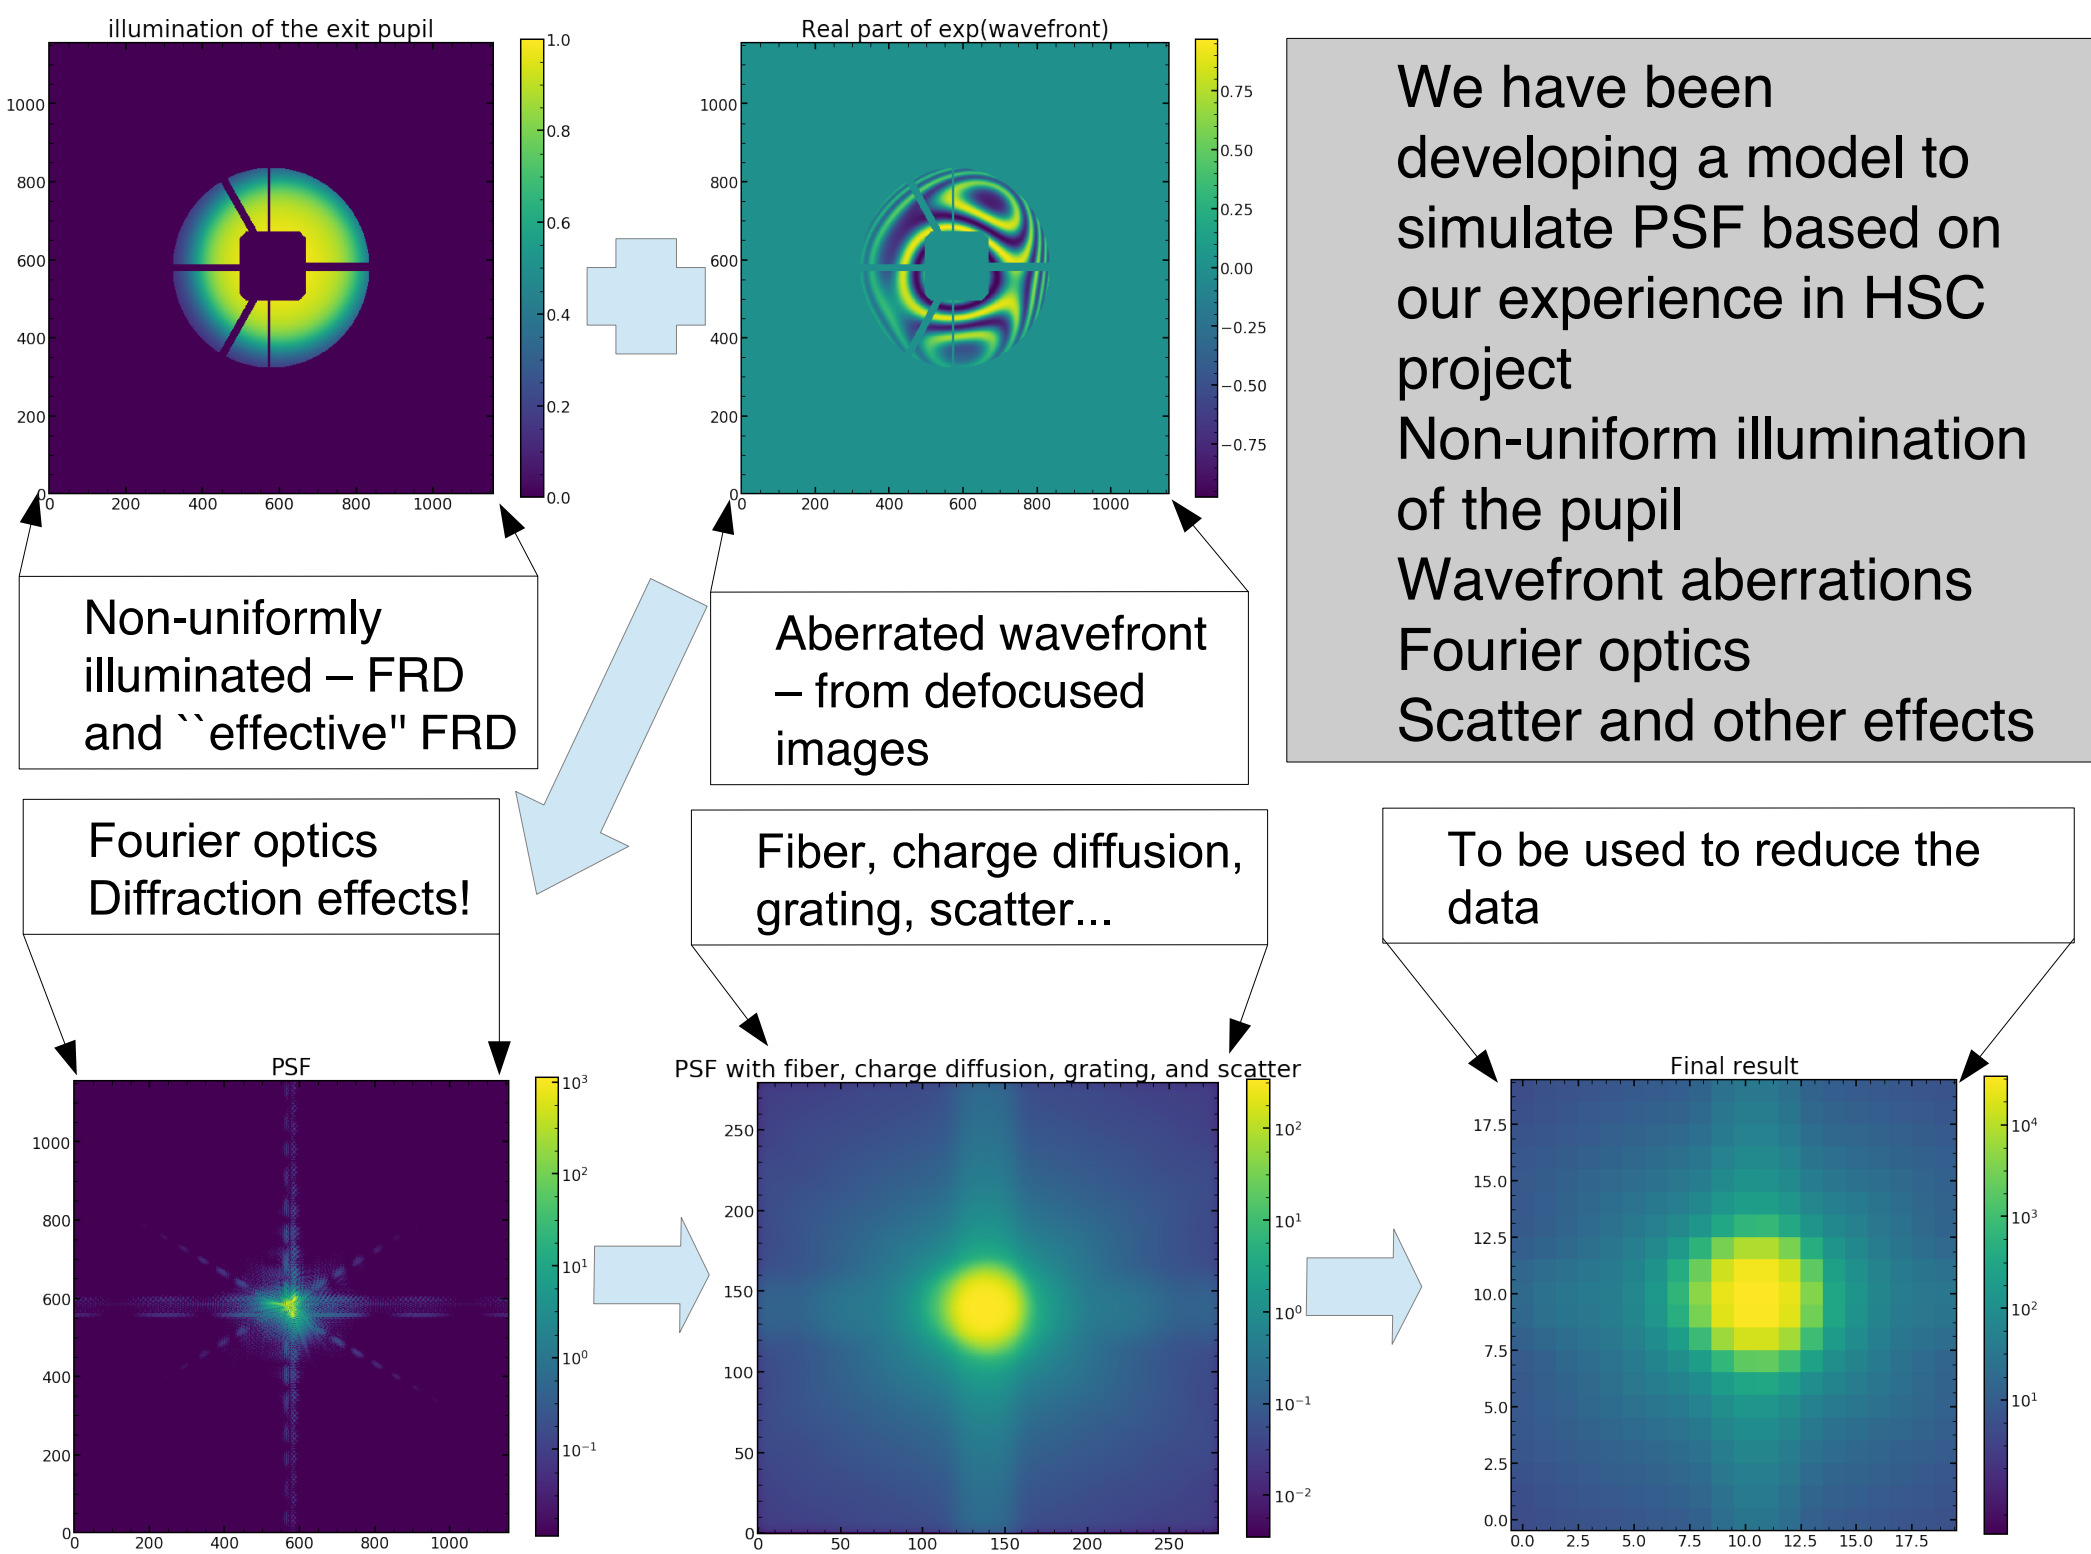 illumination of the exit pupil
1.0
0.8
0.6
0.4
0.2
0.0
1000
800
600
400
200
0
0 200 400 600 800 1000
Real part of exp(wavefront)
0.75
0.50
0.25
0.00
−0.25
−0.50
−0.75
1000
800
600
400
200
0
0 200 400 600 800 1000
We have been
developing a model to
simulate PSF based on
our experience in HSC
project
Non-uniform illumination
of the pupil
Wavefront aberrations
Fourier optics
Scatter and other effects
Non-uniformly
illuminated – FRD
and ``effective" FRD
Aberrated wavefront
– from defocused
images
Fourier optics
Diffraction effects!
Fiber, charge diffusion,
grating, scatter...
To be used to reduce the
data
PSF
10³
10²
10¹
10⁰
10⁻¹
1000
800
600
400
200
0
0 200 400 600 800 1000
PSF with fiber, charge diffusion, grating, and scatter
10²
10¹
10⁰
10⁻¹
10⁻²
250
200
150
100
50
0
0 50 100 150 200 250
Final result
10⁴
10³
10²
10¹
17.5
15.0
12.5
10.0
7.5
5.0
2.5
0.0
0.0 2.5 5.0 7.5 10.0 12.5 15.0 17.5